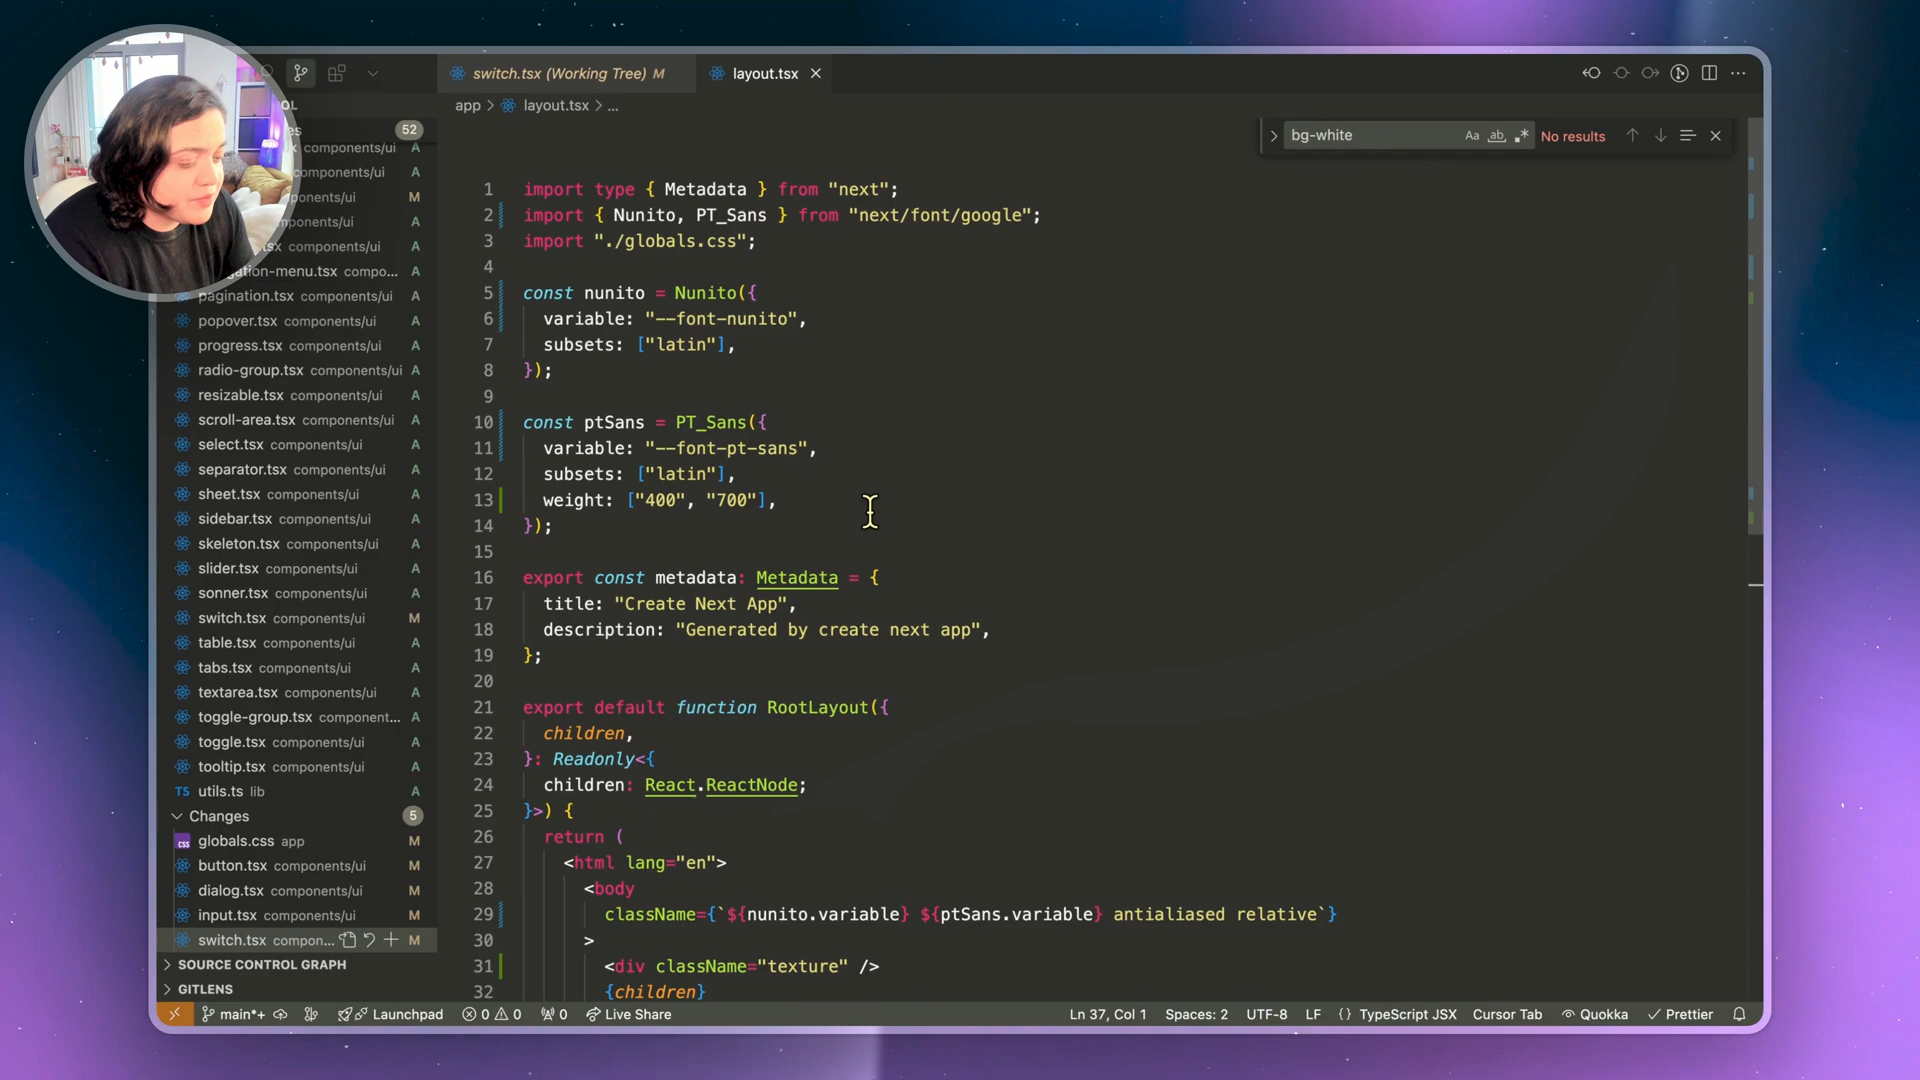 switch.tsx (Working Tree) M
layout.tsx
app > layout.tsx > ...
OL
es 52
x components/ui A
components/ui A
ponents/ui M
mponents/ui A
.tsx components/ui A
gation-menu.tsx compo... A
pagination.tsx components/ui A
popover.tsx components/ui A
progress.tsx components/ui A
radio-group.tsx components/ui A
resizable.tsx components/ui A
scroll-area.tsx components/ui A
select.tsx components/ui A
separator.tsx components/ui A
sheet.tsx components/ui A
sidebar.tsx components/ui A
skeleton.tsx components/ui A
slider.tsx components/ui A
sonner.tsx components/ui A
switch.tsx components/ui M
table.tsx components/ui A
tabs.tsx components/ui A
textarea.tsx components/ui A
toggle-group.tsx component... A
toggle.tsx components/ui A
tooltip.tsx components/ui A
TS utils.ts lib A
Changes 5
globals.css app M
button.tsx components/ui M
dialog.tsx components/ui M
input.tsx components/ui M
switch.tsx compon... M
SOURCE CONTROL GRAPH
GITLENS
bg-white Aa ab .* No results
1 import type { Metadata } from "next";
2 import { Nunito, PT_Sans } from "next/font/google";
3 import "./globals.css";
4
5 const nunito = Nunito({
6 variable: "--font-nunito",
7 subsets: ["latin"],
8 });
9
10 const ptSans = PT_Sans({
11 variable: "--font-pt-sans",
12 subsets: ["latin"],
13 weight: ["400", "700"],
14 });
15
16 export const metadata: Metadata = {
17 title: "Create Next App",
18 description: "Generated by create next app",
19 };
20
21 export default function RootLayout({
22 children,
23 }: Readonly<{
24 children: React.ReactNode;
25 }>) {
26 return (
27 <html lang="en">
28 <body
29 className={`${nunito.variable} ${ptSans.variable} antialiased relative`}
30 >
31 <div className="texture" />
32 {children}
main*+ Launchpad 0 0 0 Live Share Ln 37, Col 1 Spaces: 2 UTF-8 LF {} TypeScript JSX Cursor Tab Quokka Prettier